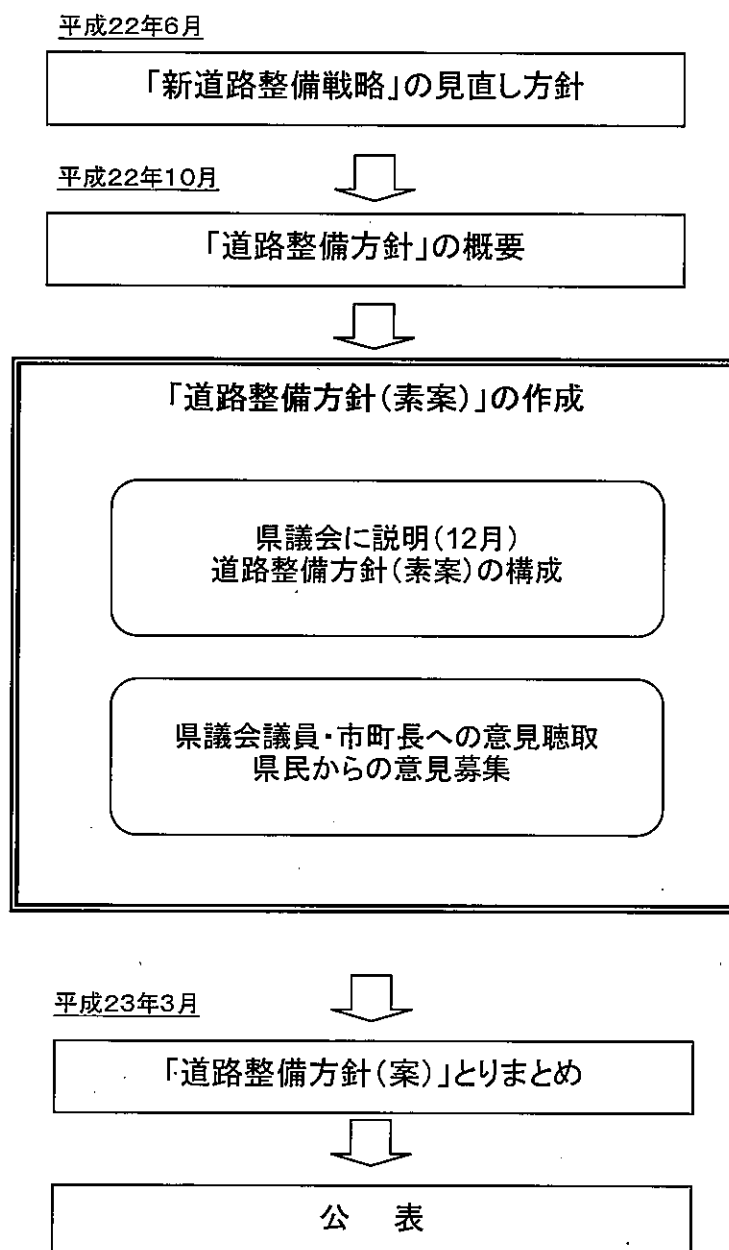 平成22年6月
「新道路整備戦略」の見直し方針
平成22年10月
「道路整備方針」の概要
「道路整備方針(素案)」の作成
県議会に説明(12月)
道路整備方針(素案)の構成
県議会議員・市町長への意見聴取
県民からの意見募集
平成23年3月
「道路整備方針(案)」とりまとめ
公　表